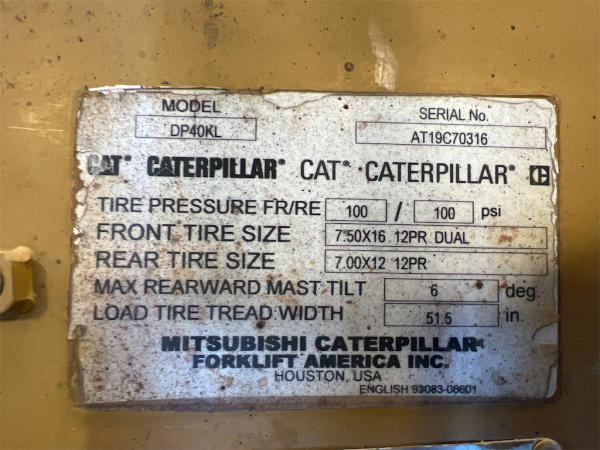 MODEL SERIAL No.
DP40KL AT19C70316
CAT® CATERPILLAR® CAT® CATERPILLAR®
TIRE PRESSURE FR/RE 100 / 100 psi
FRONT TIRE SIZE 7.50X16 12PR DUAL
REAR TIRE SIZE 7.00X12 12PR
MAX REARWARD MAST TILT 6 deg.
LOAD TIRE TREAD WIDTH 51.5 in.
MITSUBISHI CATERPILLAR
FORKLIFT AMERICA INC.
HOUSTON, USA
ENGLISH 93083-08601